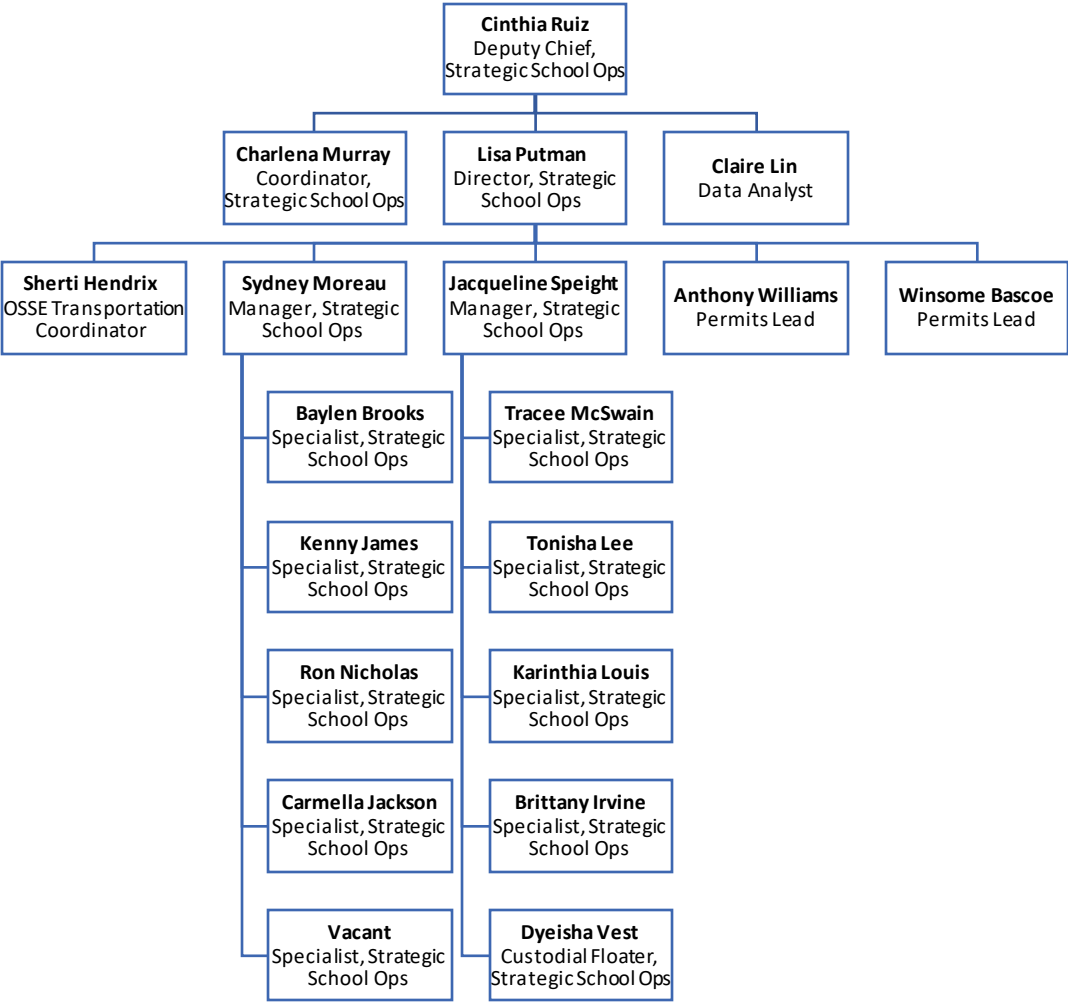 Cinthia Ruiz
Deputy Chief,
Strategic School Ops
Charlena Murray
Coordinator,
Strategic School Ops
Lisa Putman
Director, Strategic
School Ops
Claire Lin
Data Analyst
Sherti Hendrix
OSSE Transportation
Coordinator
Sydney Moreau
Manager, Strategic
School Ops
Jacqueline Speight
Manager, Strategic
School Ops
Anthony Williams
Permits Lead
Winsome Bascoe
Permits Lead
Baylen Brooks
Specialist, Strategic
School Ops
Tracee McSwain
Specialist, Strategic
School Ops
Kenny James
Specialist, Strategic
School Ops
Tonisha Lee
Specialist, Strategic
School Ops
Ron Nicholas
Specialist, Strategic
School Ops
Karinthia Louis
Specialist, Strategic
School Ops
Carmella Jackson
Specialist, Strategic
School Ops
Brittany Irvine
Specialist, Strategic
School Ops
Vacant
Specialist, Strategic
School Ops
Dyeisha Vest
Custodial Floater,
Strategic School Ops